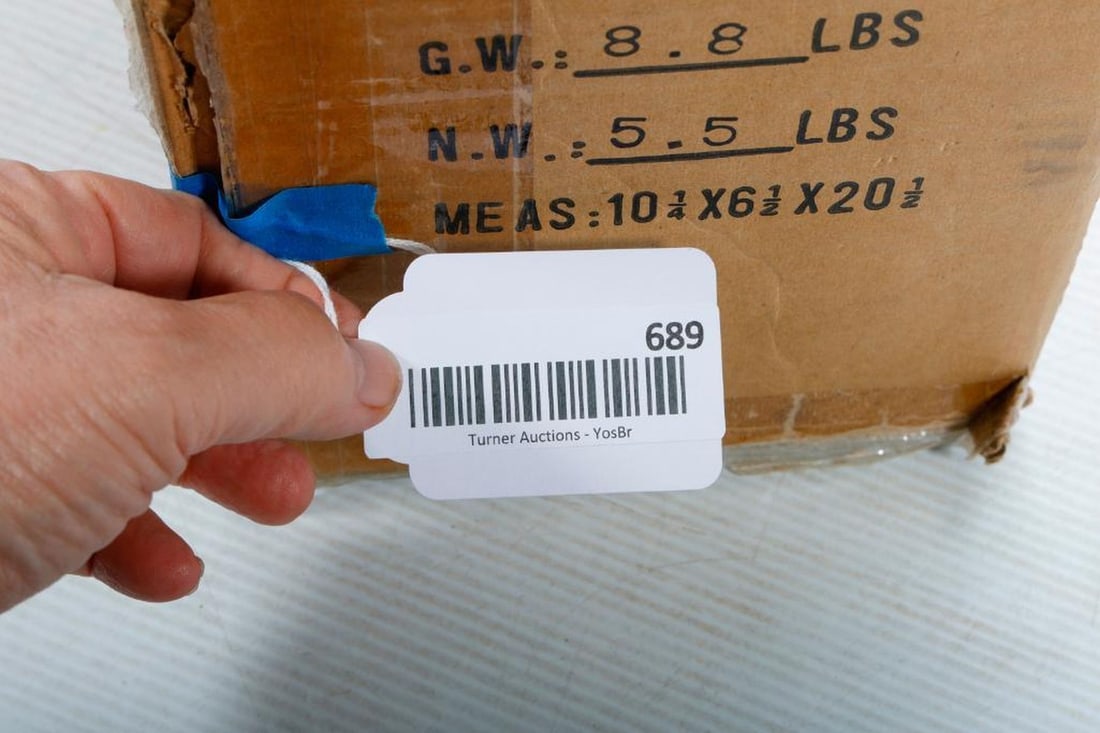 G.W.: 8.8 LBS
N.W.: 5.5 LBS
MEAS:10¼X6½X20½
689
Turner Auctions - YosBr